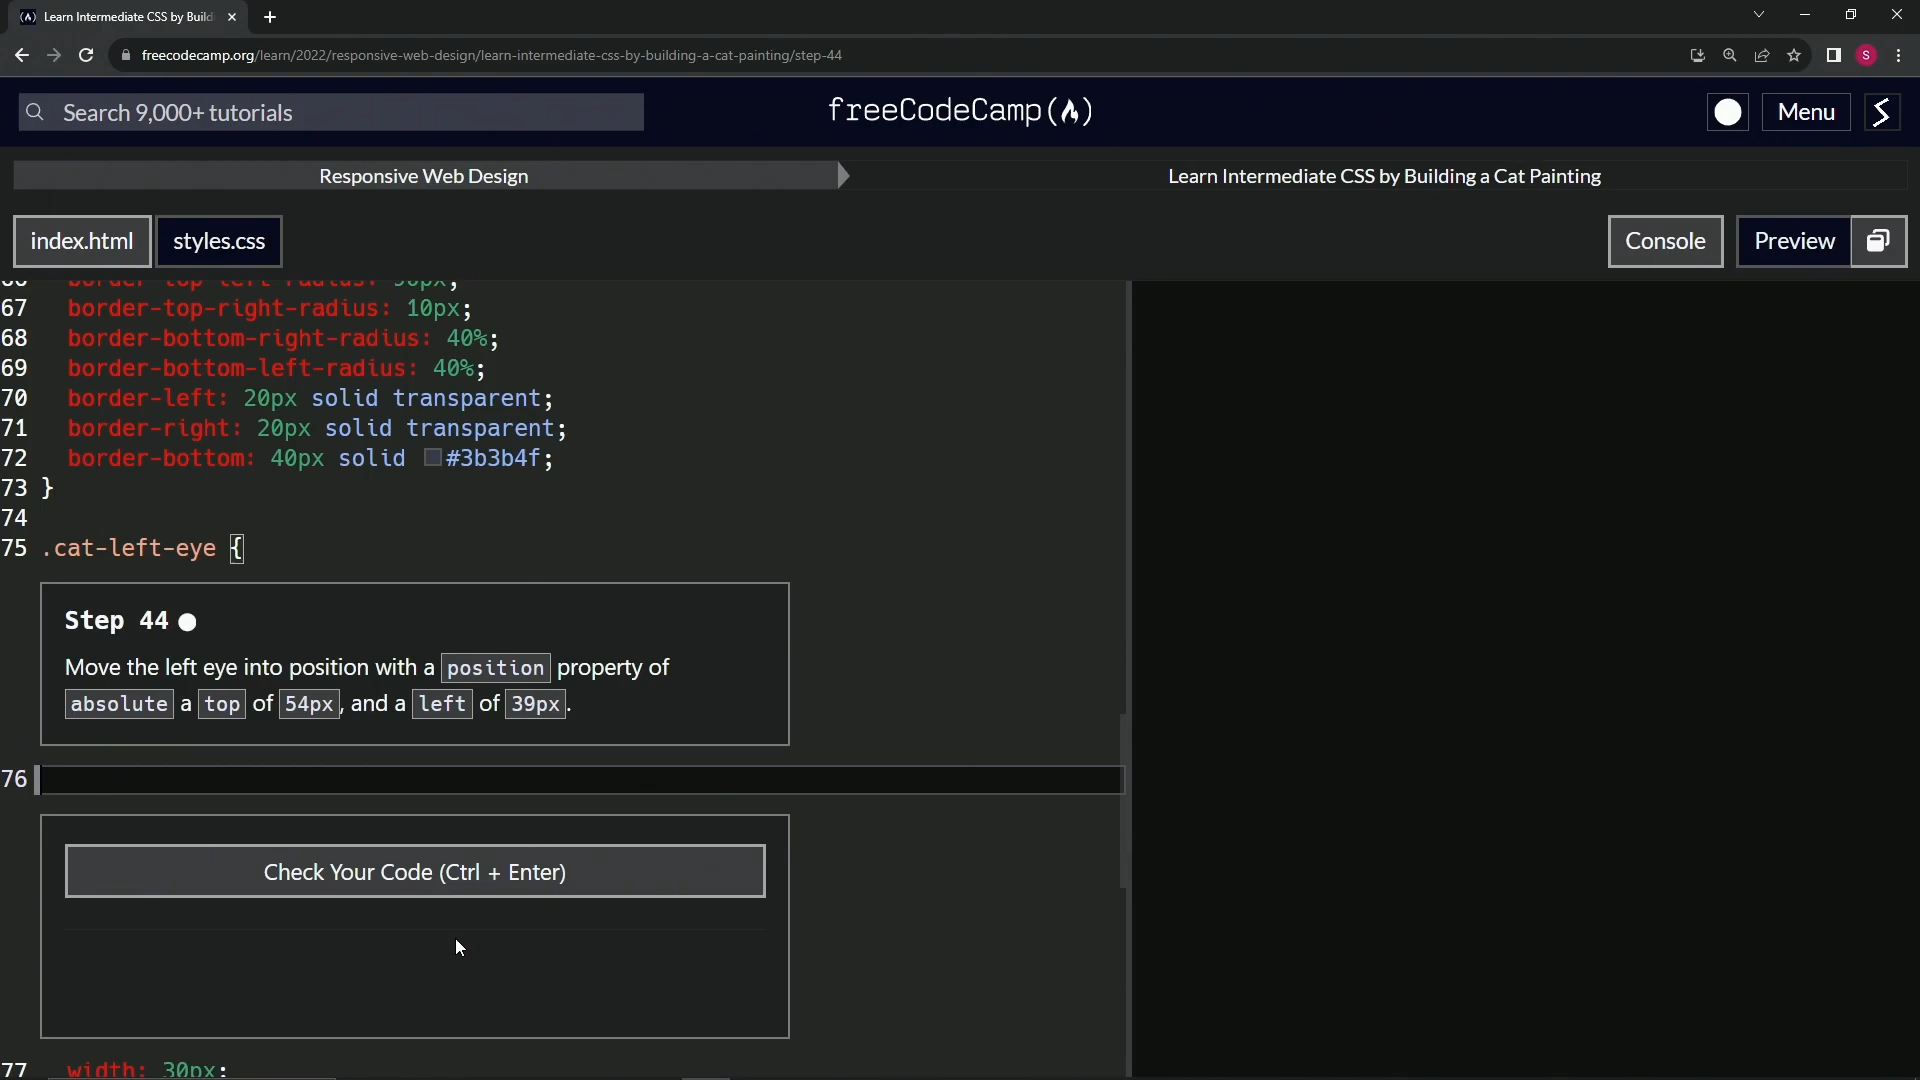 Learn Intermediate CSS by Build
freecodecamp.org/learn/2022/responsive-web-design/learn-intermediate-css-by-building-a-cat-painting/step-44
S
Search 9,000+ tutorials
freeCodeCamp
Menu
Responsive Web Design
Learn Intermediate CSS by Building a Cat Painting
index.html
styles.css
Console
Preview
66 border-top-left-radius: 90px;
67 border-top-right-radius: 10px;
68 border-bottom-right-radius: 40%;
69 border-bottom-left-radius: 40%;
70 border-left: 20px solid transparent;
71 border-right: 20px solid transparent;
72 border-bottom: 40px solid #3b3b4f;
73 }
74
75 .cat-left-eye {
Step 44
Move the left eye into position with a position property of
absolute a top of 54px, and a left of 39px.
76
Check Your Code (Ctrl + Enter)
77 width: 30px;